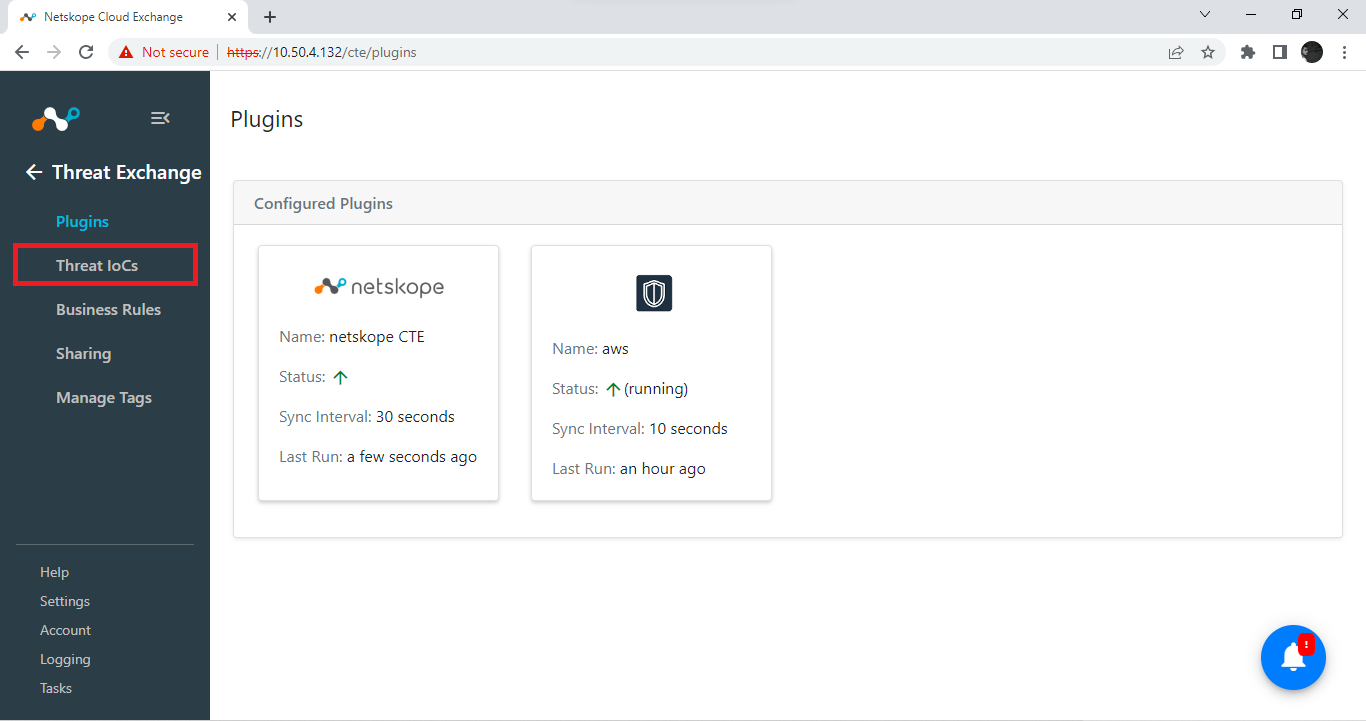 Netskope Cloud Exchange
Not secure
https://10.50.4.132/cte/plugins
Threat Exchange
Plugins
Threat IoCs
Business Rules
Sharing
Manage Tags
Help
Settings
Account
Logging
Tasks
Plugins
Configured Plugins
netskope
Name: netskope CTE
Status:
Sync Interval: 30 seconds
Last Run: a few seconds ago
Name: aws
Status: (running)
Sync Interval: 10 seconds
Last Run: an hour ago
!